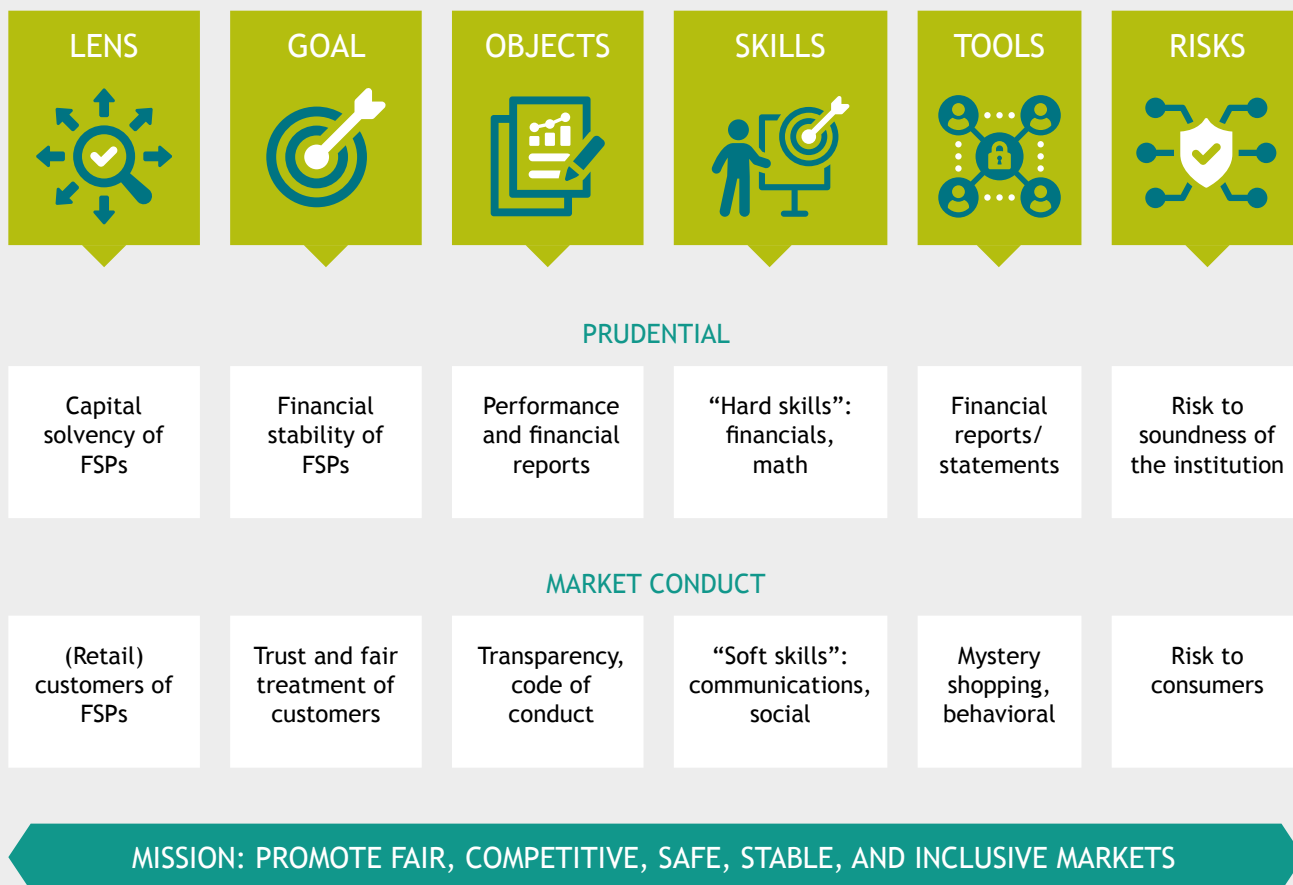 LENS
GOAL
OBJECTS
SKILLS
TOOLS
RISKS
PRUDENTIAL
Capital
solvency of
FSPs
Financial
stability of
FSPs
Performance
and financial
reports
“Hard skills”:
financials,
math
Financial
reports/
statements
Risk to
soundness of
the institution
MARKET CONDUCT
(Retail)
customers of
FSPs
Trust and fair
treatment of
customers
Transparency,
code of
conduct
“Soft skills”:
communications,
social
Mystery
shopping,
behavioral
Risk to
consumers
MISSION: PROMOTE FAIR, COMPETITIVE, SAFE, STABLE, AND INCLUSIVE MARKETS